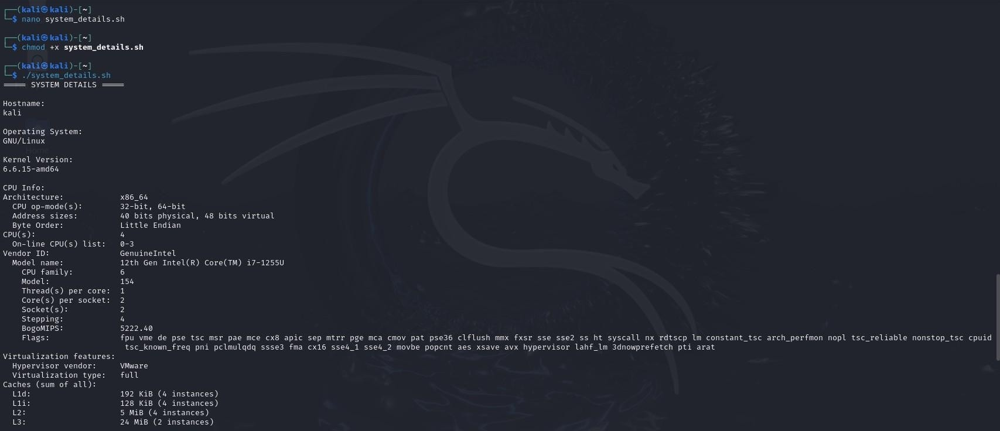 ┌──(kali㉿kali)-[~]
└─$ nano system_details.sh
┌──(kali㉿kali)-[~]
└─$ chmod +x system_details.sh
┌──(kali㉿kali)-[~]
└─$ ./system_details.sh
===== SYSTEM DETAILS =====
Hostname:
kali
Operating System:
GNU/Linux
Home
Kernel Version:
6.6.15-amd64
CPU Info:
Architecture: x86_64
CPU op-mode(s): 32-bit, 64-bit
Address sizes: 40 bits physical, 48 bits virtual
Byte Order: Little Endian
CPU(s): 4
On-line CPU(s) list: 0-3
Vendor ID: GenuineIntel
Model name: 12th Gen Intel(R) Core(TM) i7-1255U
CPU family: 6
Model: 154
Thread(s) per core: 1
Core(s) per socket: 2
Socket(s): 2
Stepping: 4
BogoMIPS: 5222.40
Flags: fpu vme de pse tsc msr pae mce cx8 apic sep mtrr pge mca cmov pat pse36 clflush mmx fxsr sse sse2 ss ht syscall nx rdtscp lm constant_tsc arch_perfmon nopl tsc_reliable nonstop_tsc cpuid
tsc_known_freq pni pclmulqdq ssse3 fma cx16 sse4_1 sse4_2 movbe popcnt aes xsave avx hypervisor lahf_lm 3dnowprefetch pti arat
Virtualization features:
Hypervisor vendor: VMware
Virtualization type: full
Caches (sum of all):
L1d: 192 KiB (4 instances)
L1i: 128 KiB (4 instances)
L2: 5 MiB (4 instances)
L3: 24 MiB (2 instances)